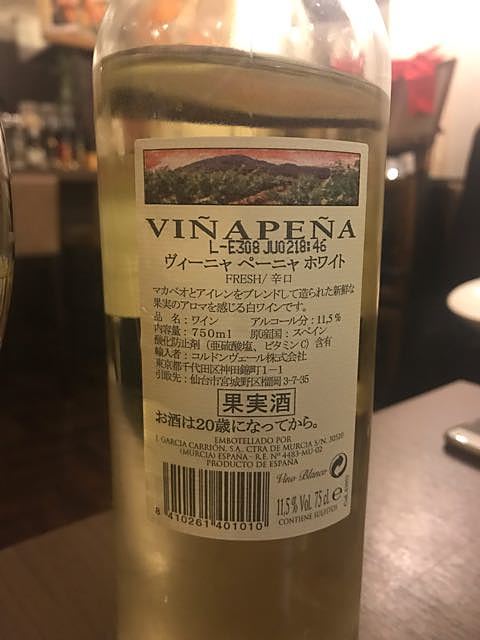 VIÑAPEÑA
L-E308 JU0218:46
ヴィーニャ ペーニャ ホワイト
FRESH/辛口
マカベオとアイレンをブレンドして造られた新鮮な
果実のアロマを感じる白ワインです。
品 名：ワイン アルコール分：11,5%
内容量：750ml 原産国：スペイン
酸化防止剤（亜硫酸塩、ビタミンC）含有
輸入者：コルドンヴェール株式会社
東京都千代田区神田錦町1-1
引取先：仙台市宮城野区榴岡3-7-35
果実酒
お酒は20歳になってから。
EMBOTELLADO POR
J. GARCIA CARRIÓN, S.A., CTRA DE MURCIA S/N. 30520
(MURCIA) ESPAÑA - R.E. Nº 4483-MU-02
PRODUCTO DE ESPAÑA
Vino Blanco
11,5% Vol. 75 cl. e
CONTIENE SULFITOS
8 410261 401010